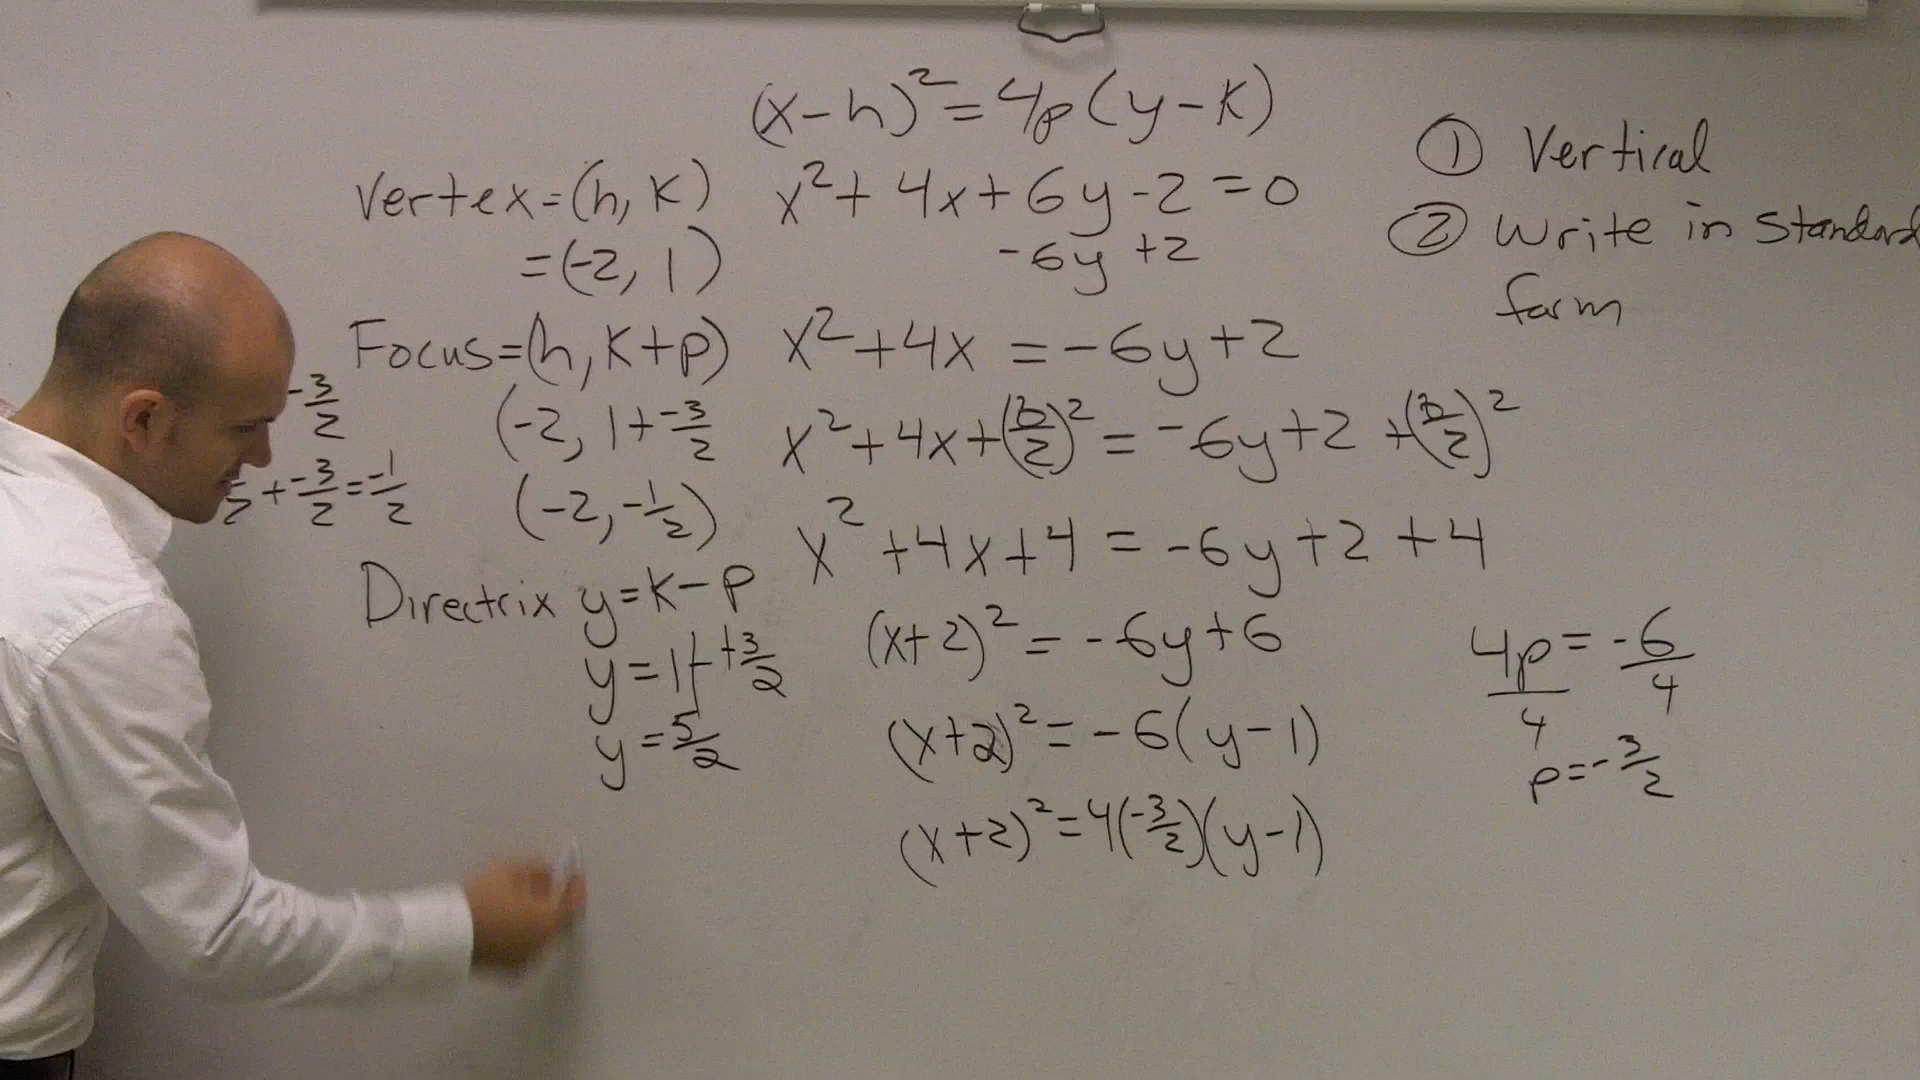 (x-h)²=4p(y-k)
Vertex=(h,k)
=(-2, 1)
Focus=(h,k+p)
(-2, 1+-3/2
(-2,-1/2)
Directrix y=k-p
y=1++3/2
y=5/2
-3/2
+-3/2=-1/2
x²+4x+6y-2=0
-6y +2
x²+4x=-6y+2
x²+4x+(b/2)²=-6y+2+(b/2)²
x²+4x+4=-6y+2+4
(x+2)²=-6y+6
(x+2)²=-6(y-1)
(x+2)²=4(-3/2)(y-1)
① Vertical
② Write in standard
form
4p/4=-6/4
p=-3/2